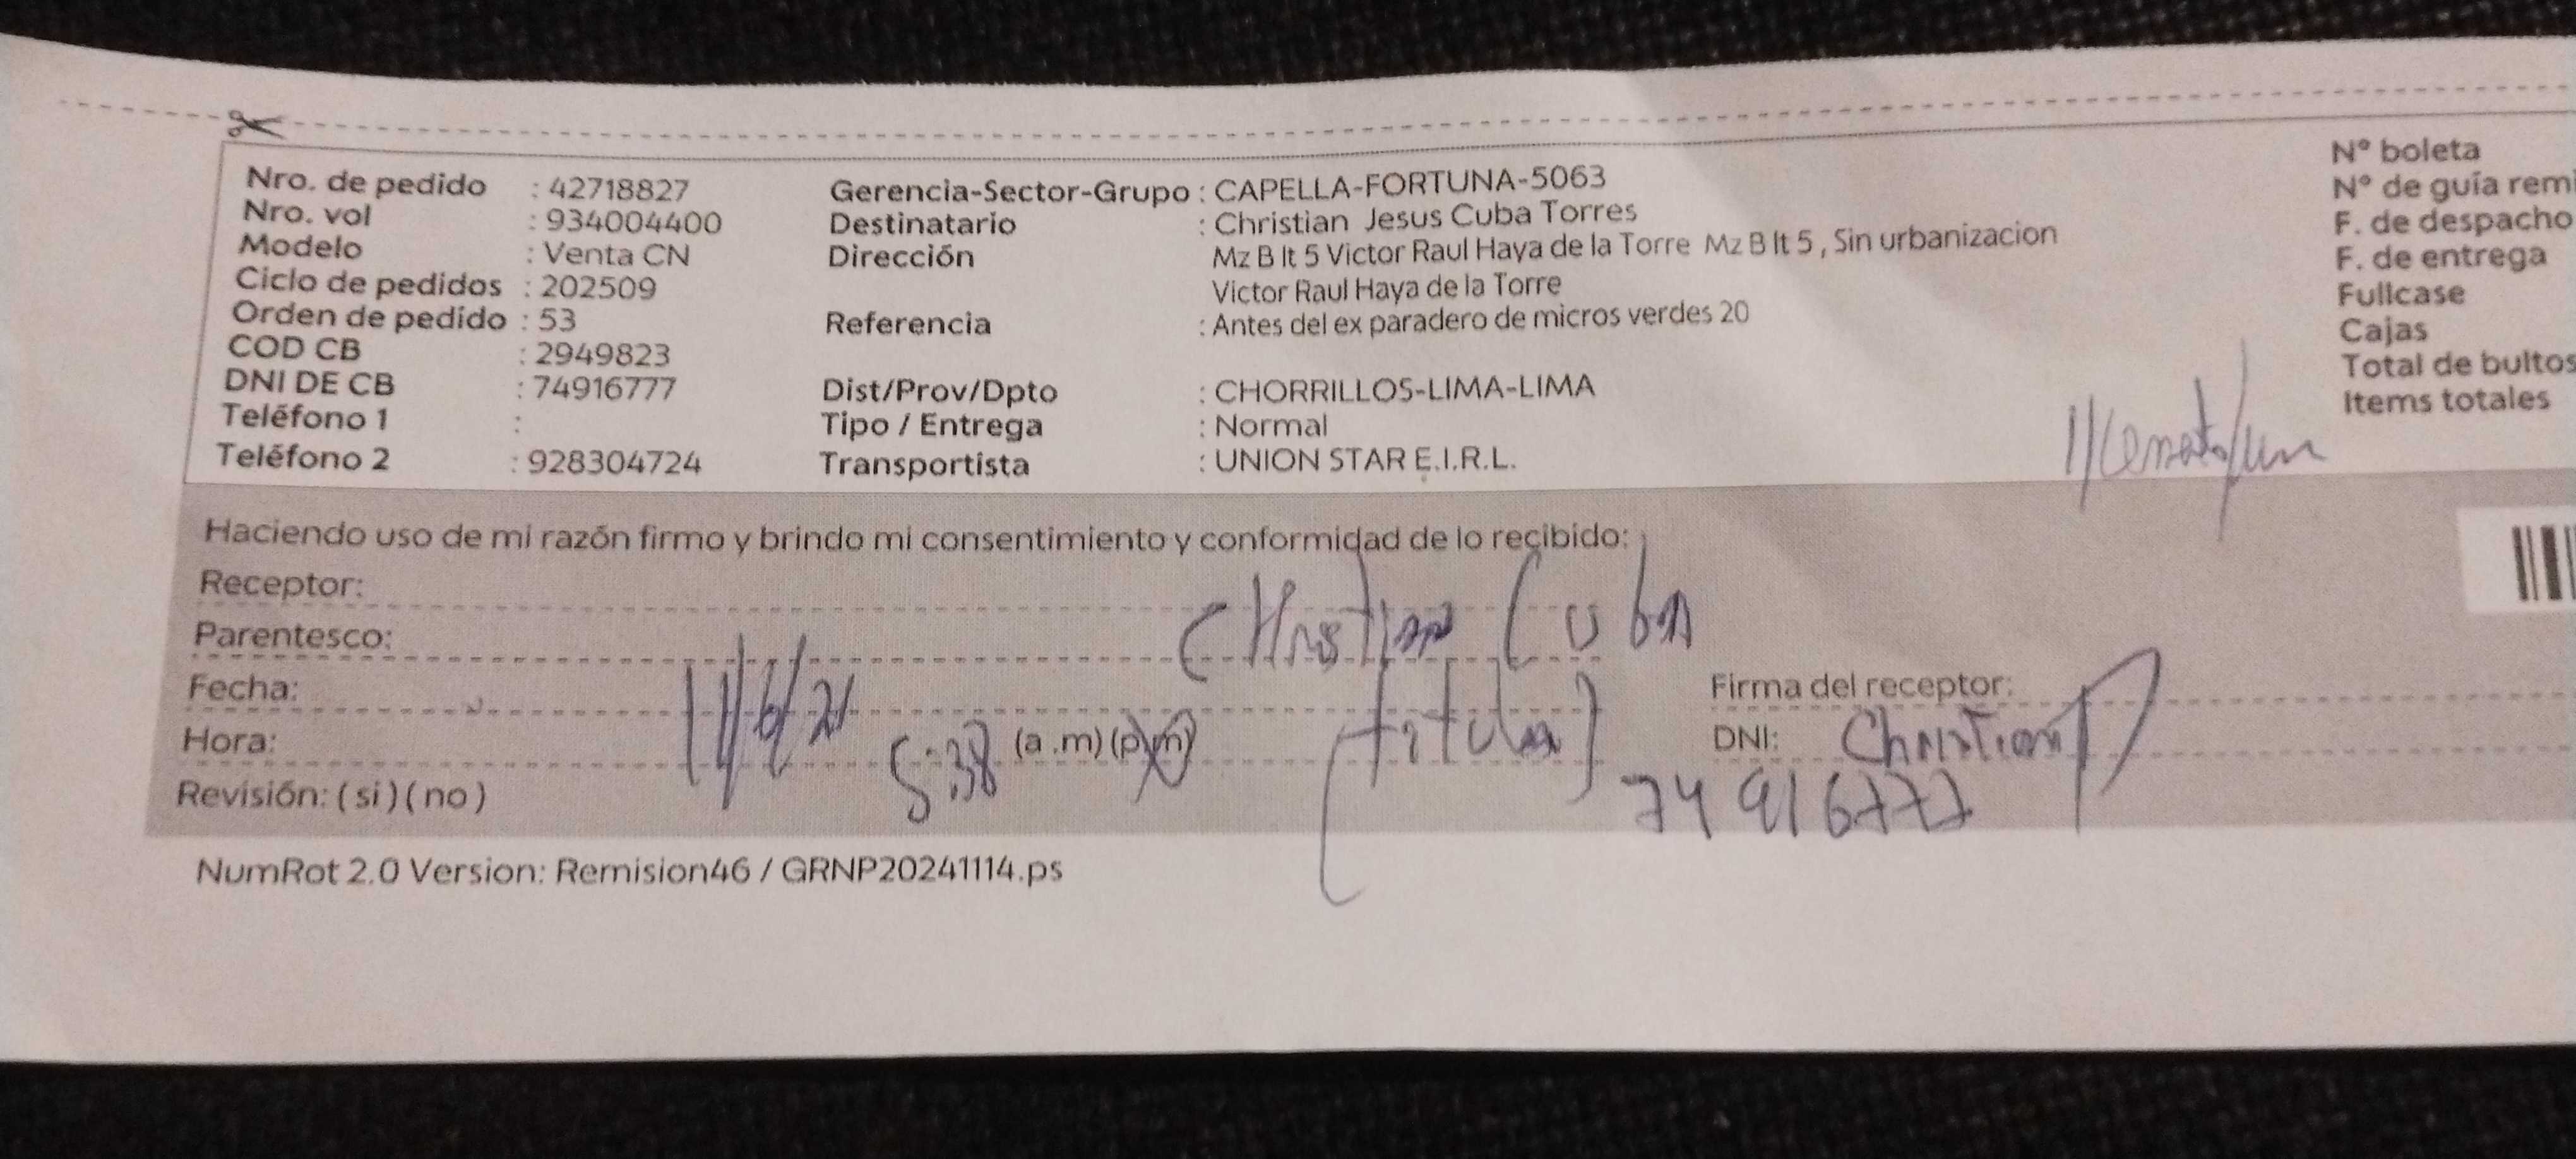 Nro. de pedido : 42718827 Gerencia-Sector-Grupo : CAPELLA-FORTUNA-5063 N° boleta
Nro. vol : 934004400 Destinatario : Christian Jesus Cuba Torres N° de guía remi
Modelo : Venta CN Dirección Mz B lt 5 Victor Raul Haya de la Torre Mz B lt 5 , Sin urbanizacion F. de despacho
Ciclo de pedidos : 202509 Victor Raul Haya de la Torre F. de entrega
Orden de pedido : 53 Referencia : Antes del ex paradero de micros verdes 20 Fullcase
COD CB : 2949823 Cajas
DNI DE CB : 74916777 Dist/Prov/Dpto : CHORRILLOS-LIMA-LIMA Total de bultos
Teléfono 1 : Tipo / Entrega : Normal Items totales
Teléfono 2 : 928304724 Transportista : UNION STAR E.I.R.L.
Haciendo uso de mi razón firmo y brindo mi consentimiento y conformidad de lo recibido:
Receptor: Christian Cuba
Parentesco: (titular)
Fecha: 11/6/21 Firma del receptor:
Hora: 5:38 (a .m) (p.m) DNI: Christian
Revisión: ( si ) ( no ) 74916777
NumRot 2.0 Version: Remision46 / GRNP20241114.ps